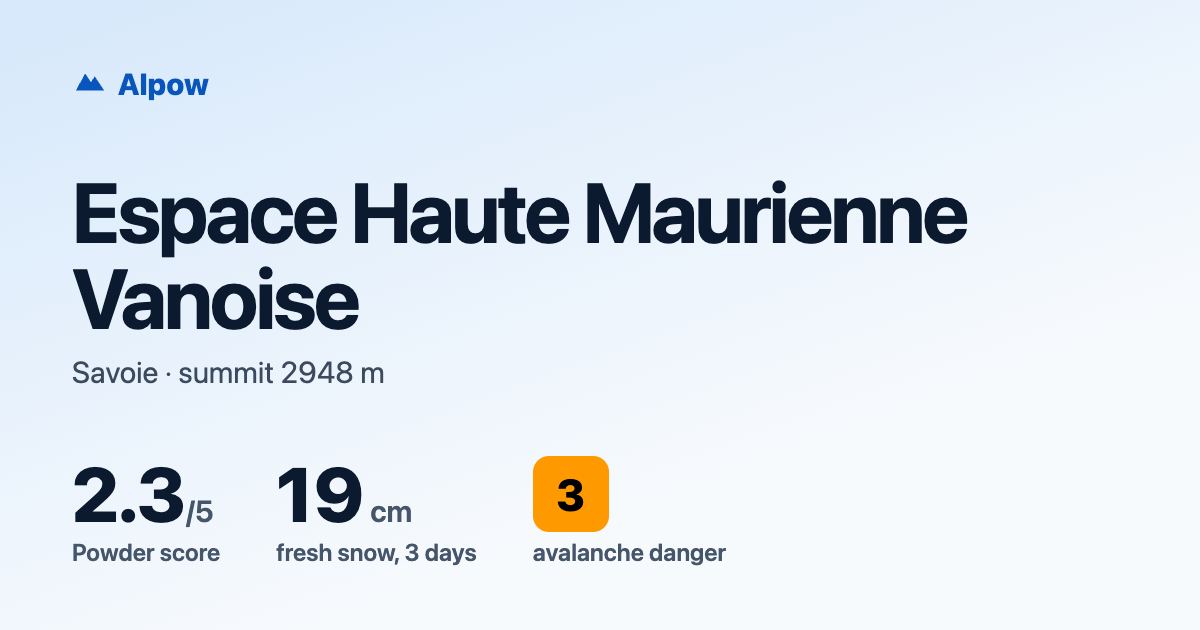 Alpow
Espace Haute Maurienne
Vanoise
Savoie · summit 2948 m
2.3/5
Powder score
19 cm
fresh snow, 3 days
3
avalanche danger